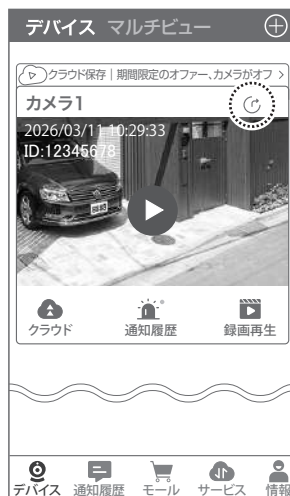 デバイス マルチビュー
クラウド保存｜期間限定のオファー、カメラがオフ
カメラ1
2026/03/11 10:29:33
ID:12345678
クラウド 通知履歴 録画再生
デバイス 通知履歴 モール サービス 情報